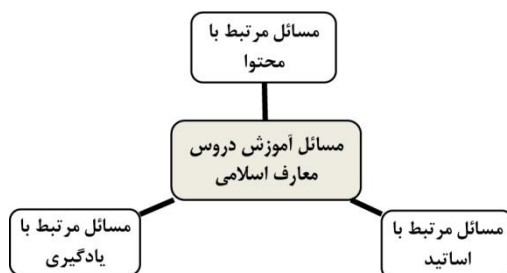 مسائل مرتبط با
محتوا
مسائل آموزش دروس
معارف اسلامی
مسائل مرتبط با
اساتید
مسائل مرتبط با
یادگیری